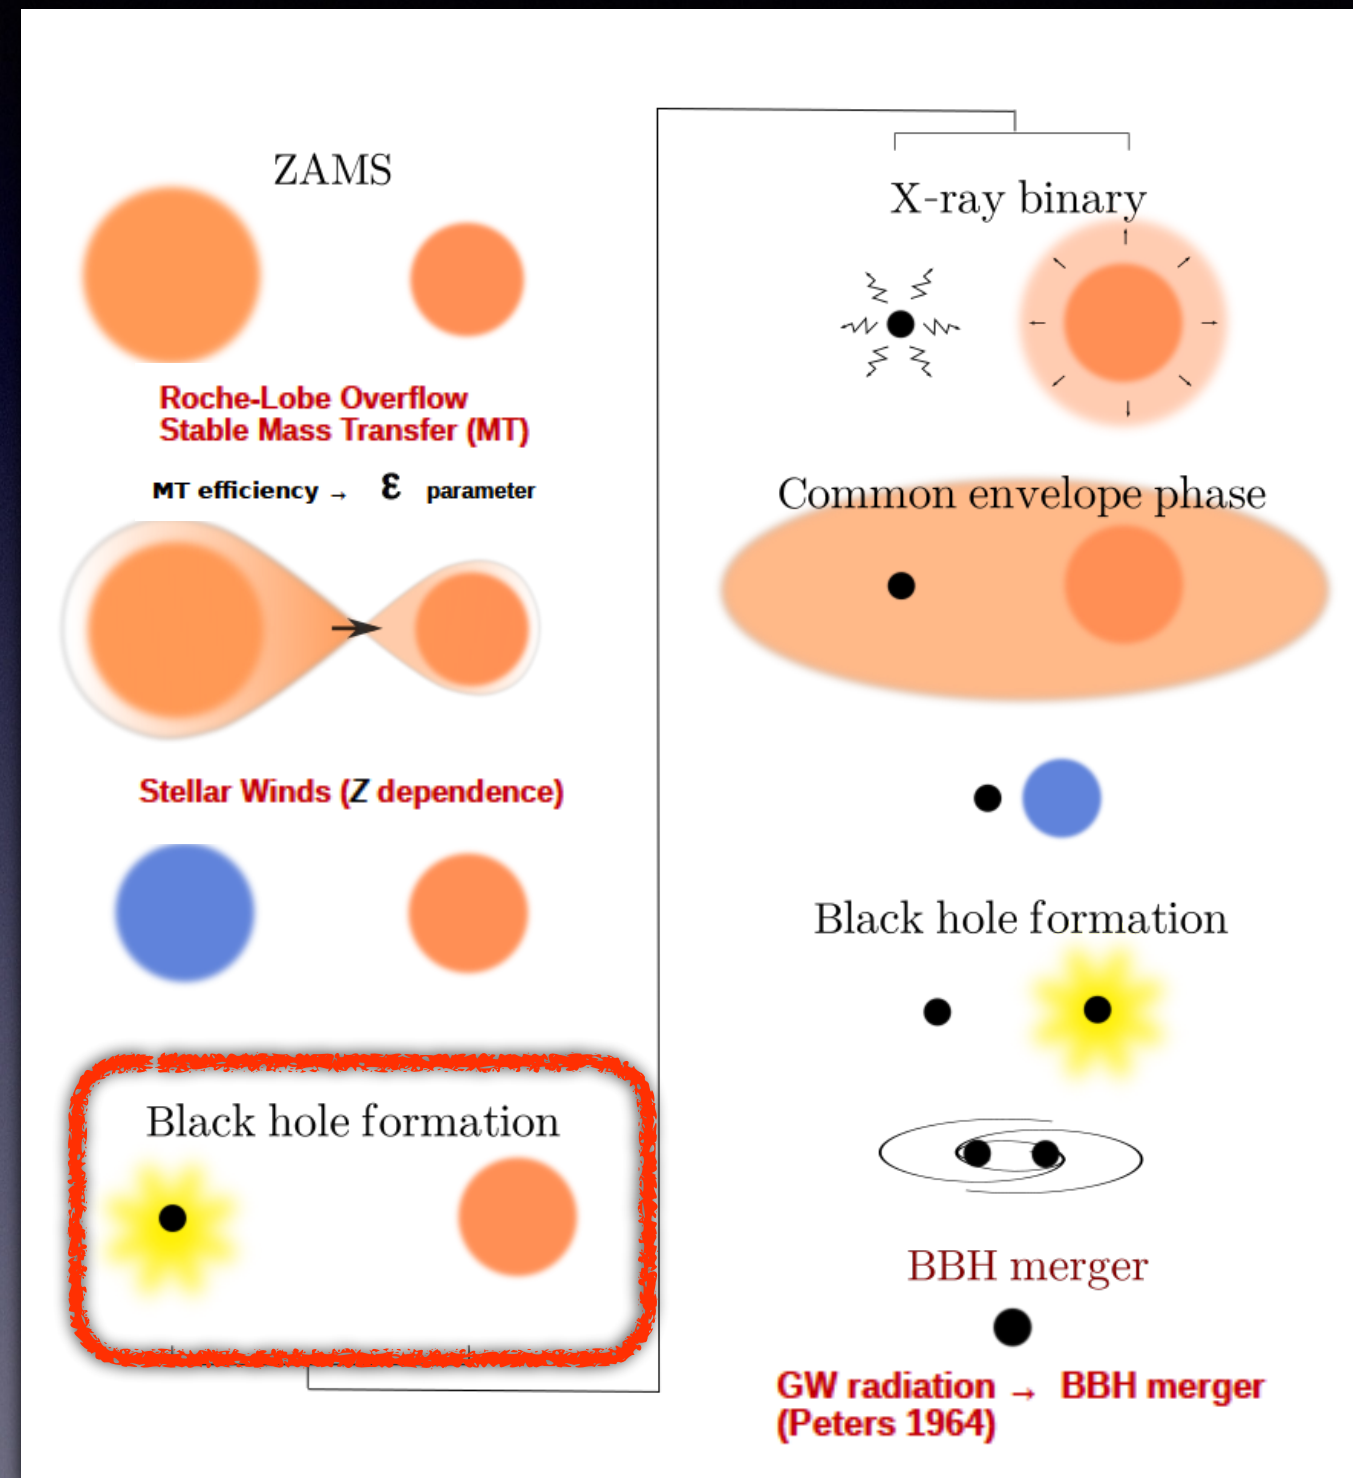 ZAMS
Roche-Lobe Overflow
Stable Mass Transfer (MT)
MT efficiency → ε parameter
Stellar Winds (Z dependence)
Black hole formation
X-ray binary
Common envelope phase
Black hole formation
BBH merger
GW radiation → BBH merger
(Peters 1964)